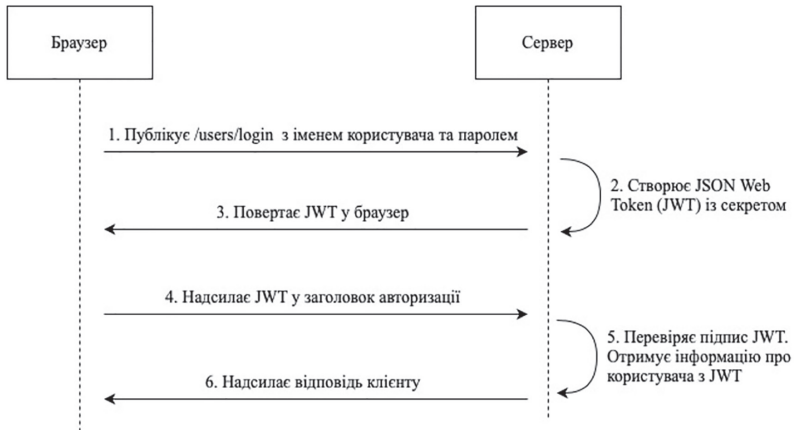 Браузер
Сервер
1. Публікує /users/login з іменем користувача та паролем
2. Створює JSON Web
Token (JWT) із секретом
3. Повертає JWT у браузер
4. Надсилає JWT у заголовок авторизації
5. Перевіряє підпис JWT.
Отримує інформацію про
користувача з JWT
6. Надсилає відповідь клієнту